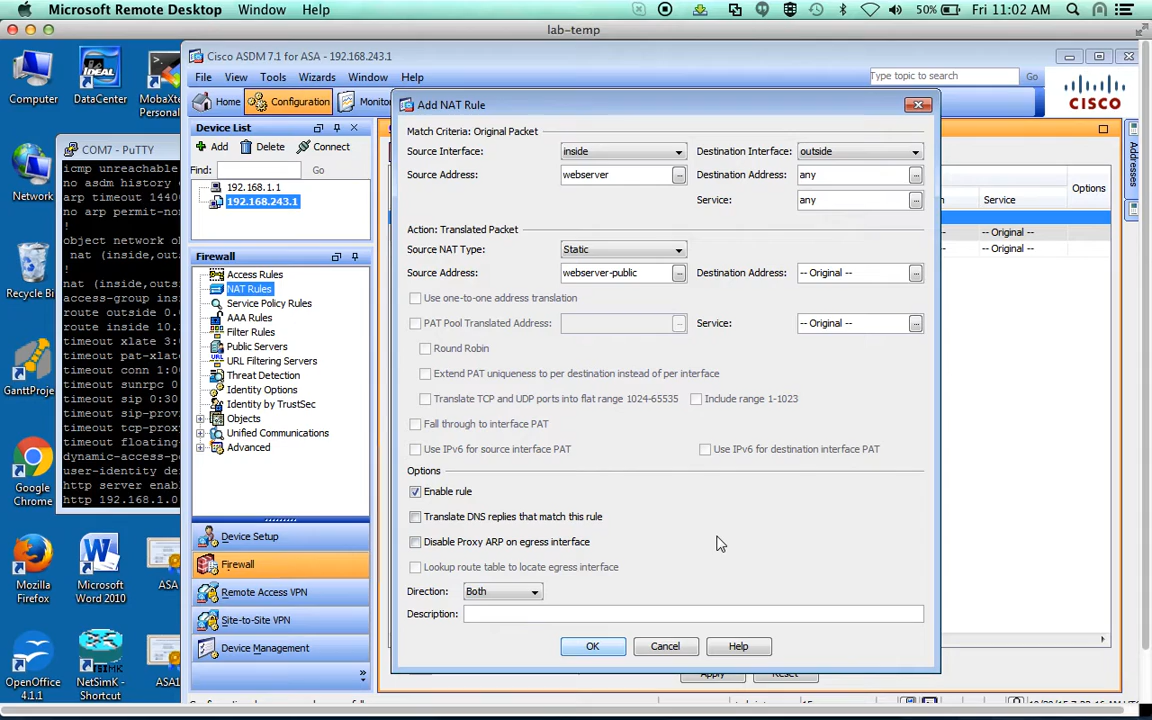 Microsoft Remote Desktop Window Help 50% Fri 11:02 AM
lab-temp
Cisco ASDM 7.1 for ASA - 192.168.243.1
File View Tools Wizards Window Help Type topic to search Go
Home Configuration Monito
CISCO
Computer
DataCenter
MobaXte
Personal
Device List
Add Delete Connect
Find: Go
192.168.1.1
192.168.243.1
Addresses
COM7 - PuTTY
icmp unreachable
no asdm history
arp timeout 1440
no arp permit-no
!
object network o
nat (inside,out
!
nat (inside,outs
access-group ins
route outside 0.
route inside 10.
timeout xlate 3:
timeout pat-xlat
timeout conn 1:0
timeout sunrpc 0
timeout sip 0:30
timeout sip-prov
timeout tcp-prox
timeout floating
dynamic-access-p
user-identity de
http server enab
http 192.168.1.0
Network
Recycle Bi
GanttProje
Google
Chrome
Mozilla
Firefox
Microsoft
Word 2010
ASA
OpenOffice
4.1.1
NetSimK -
Shortcut
ASA1
Firewall
Access Rules
NAT Rules
Service Policy Rules
AAA Rules
Filter Rules
Public Servers
URL
URL Filtering Servers
Threat Detection
Identity Options
Identity by TrustSec
Objects
Unified Communications
Advanced
Device Setup
Firewall
Remote Access VPN
Site-to-Site VPN
Device Management
Add NAT Rule
Match Criteria: Original Packet
Source Interface: inside Destination Interface: outside
Source Address: webserver Destination Address: any
Service: any
Action: Translated Packet
Source NAT Type: Static
Source Address: webserver-public Destination Address: -- Original --
Use one-to-one address translation
PAT Pool Translated Address: Service: -- Original --
Round Robin
Extend PAT uniqueness to per destination instead of per interface
Translate TCP and UDP ports into flat range 1024-65535 Include range 1-1023
Fall through to interface PAT
Use IPv6 for source interface PAT Use IPv6 for destination interface PAT
Options
Enable rule
Translate DNS replies that match this rule
Disable Proxy ARP on egress interface
Lookup route table to locate egress interface
Direction: Both
Description:
OK Cancel Help
Options
Service
-- Original --
-- Original --
Apply Reset